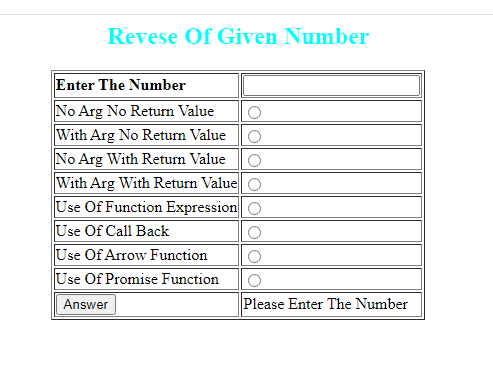 Revese Of Given Number
Enter The Number
No Arg No Return Value
With Arg No Return Value
No Arg With Return Value
With Arg With Return Value
Use Of Function Expression
Use Of Call Back
Use Of Arrow Function
Use Of Promise Function
Answer Please Enter The Number